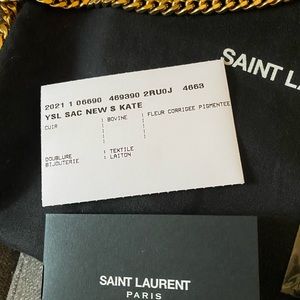 2021 1 06690 469390 2RU0J 4663
YSL SAC NEW S KATE
CUIR : BOVINE : FLEUR CORRIGEE PIGMENTEE
DOUBLURE : TEXTILE
BIJOUTERIE : LAITON
SAINT LAURENT
SAINT LAURENT
PARIS